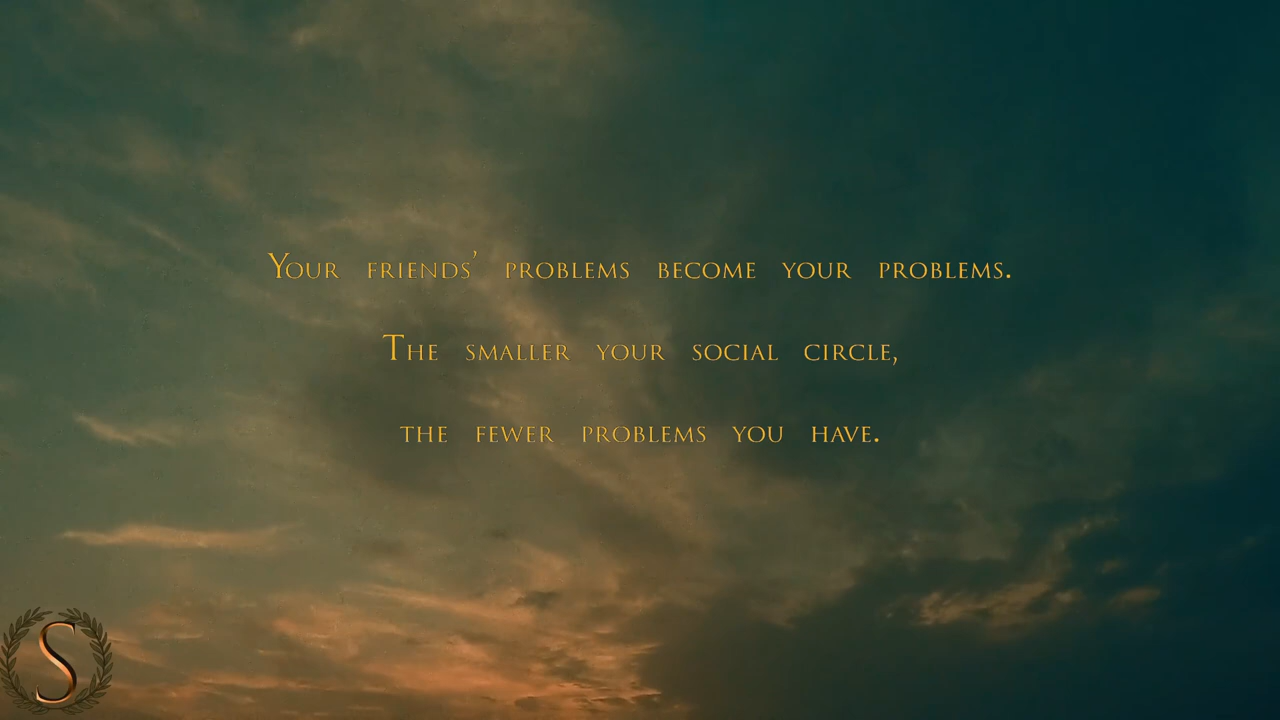 Your friends’ problems become your problems.
The smaller your social circle,
the fewer problems you have.
S